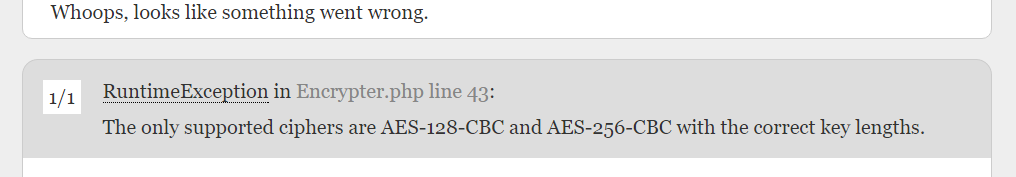 Whoops, looks like something went wrong.
1/1 RuntimeException in Encrypter.php line 43:
The only supported ciphers are AES-128-CBC and AES-256-CBC with the correct key lengths.